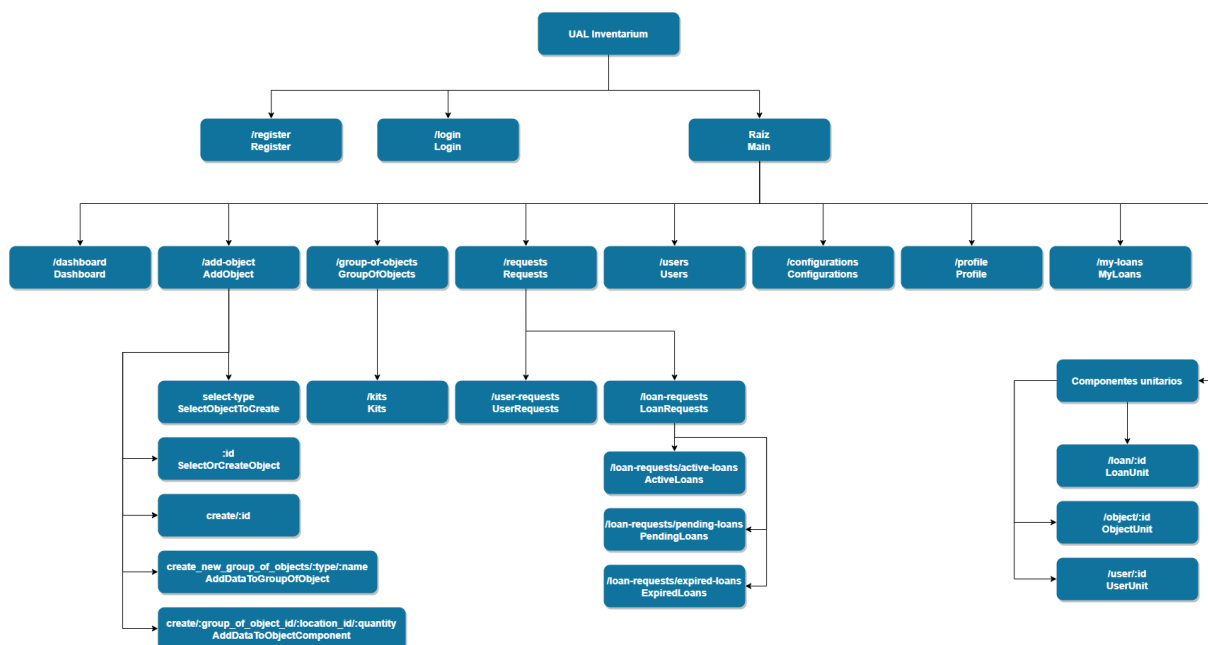 UAL Inventarium
/register
Register
/login
Login
Raíz
Main
/dashboard
Dashboard
/add-object
AddObject
/group-of-objects
GroupOfObjects
/requests
Requests
/users
Users
/configurations
Configurations
/profile
Profile
/my-loans
MyLoans
select-type
SelectObjectToCreate
/kits
Kits
/user-requests
UserRequests
/loan-requests
LoanRequests
Componentes unitarios
:id
SelectOrCreateObject
/loan-requests/active-loans
ActiveLoans
/loan/:id
LoanUnit
create/:id
/loan-requests/pending-loans
PendingLoans
/object/:id
ObjectUnit
create_new_group_of_objects/:type/:name
AddDataToGroupOfObject
/loan-requests/expired-loans
ExpiredLoans
/user/:id
UserUnit
create/:group_of_object_id/:location_id/:quantity
AddDataToObjectComponent